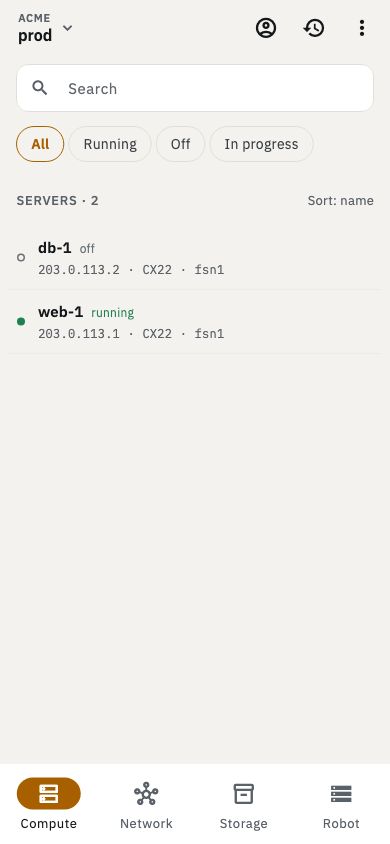 ACME
prod
Search
All
Running
Off
In progress
SERVERS · 2
Sort: name
db-1 off
203.0.113.2 · CX22 · fsn1
web-1 running
203.0.113.1 · CX22 · fsn1
Compute
Network
Storage
Robot